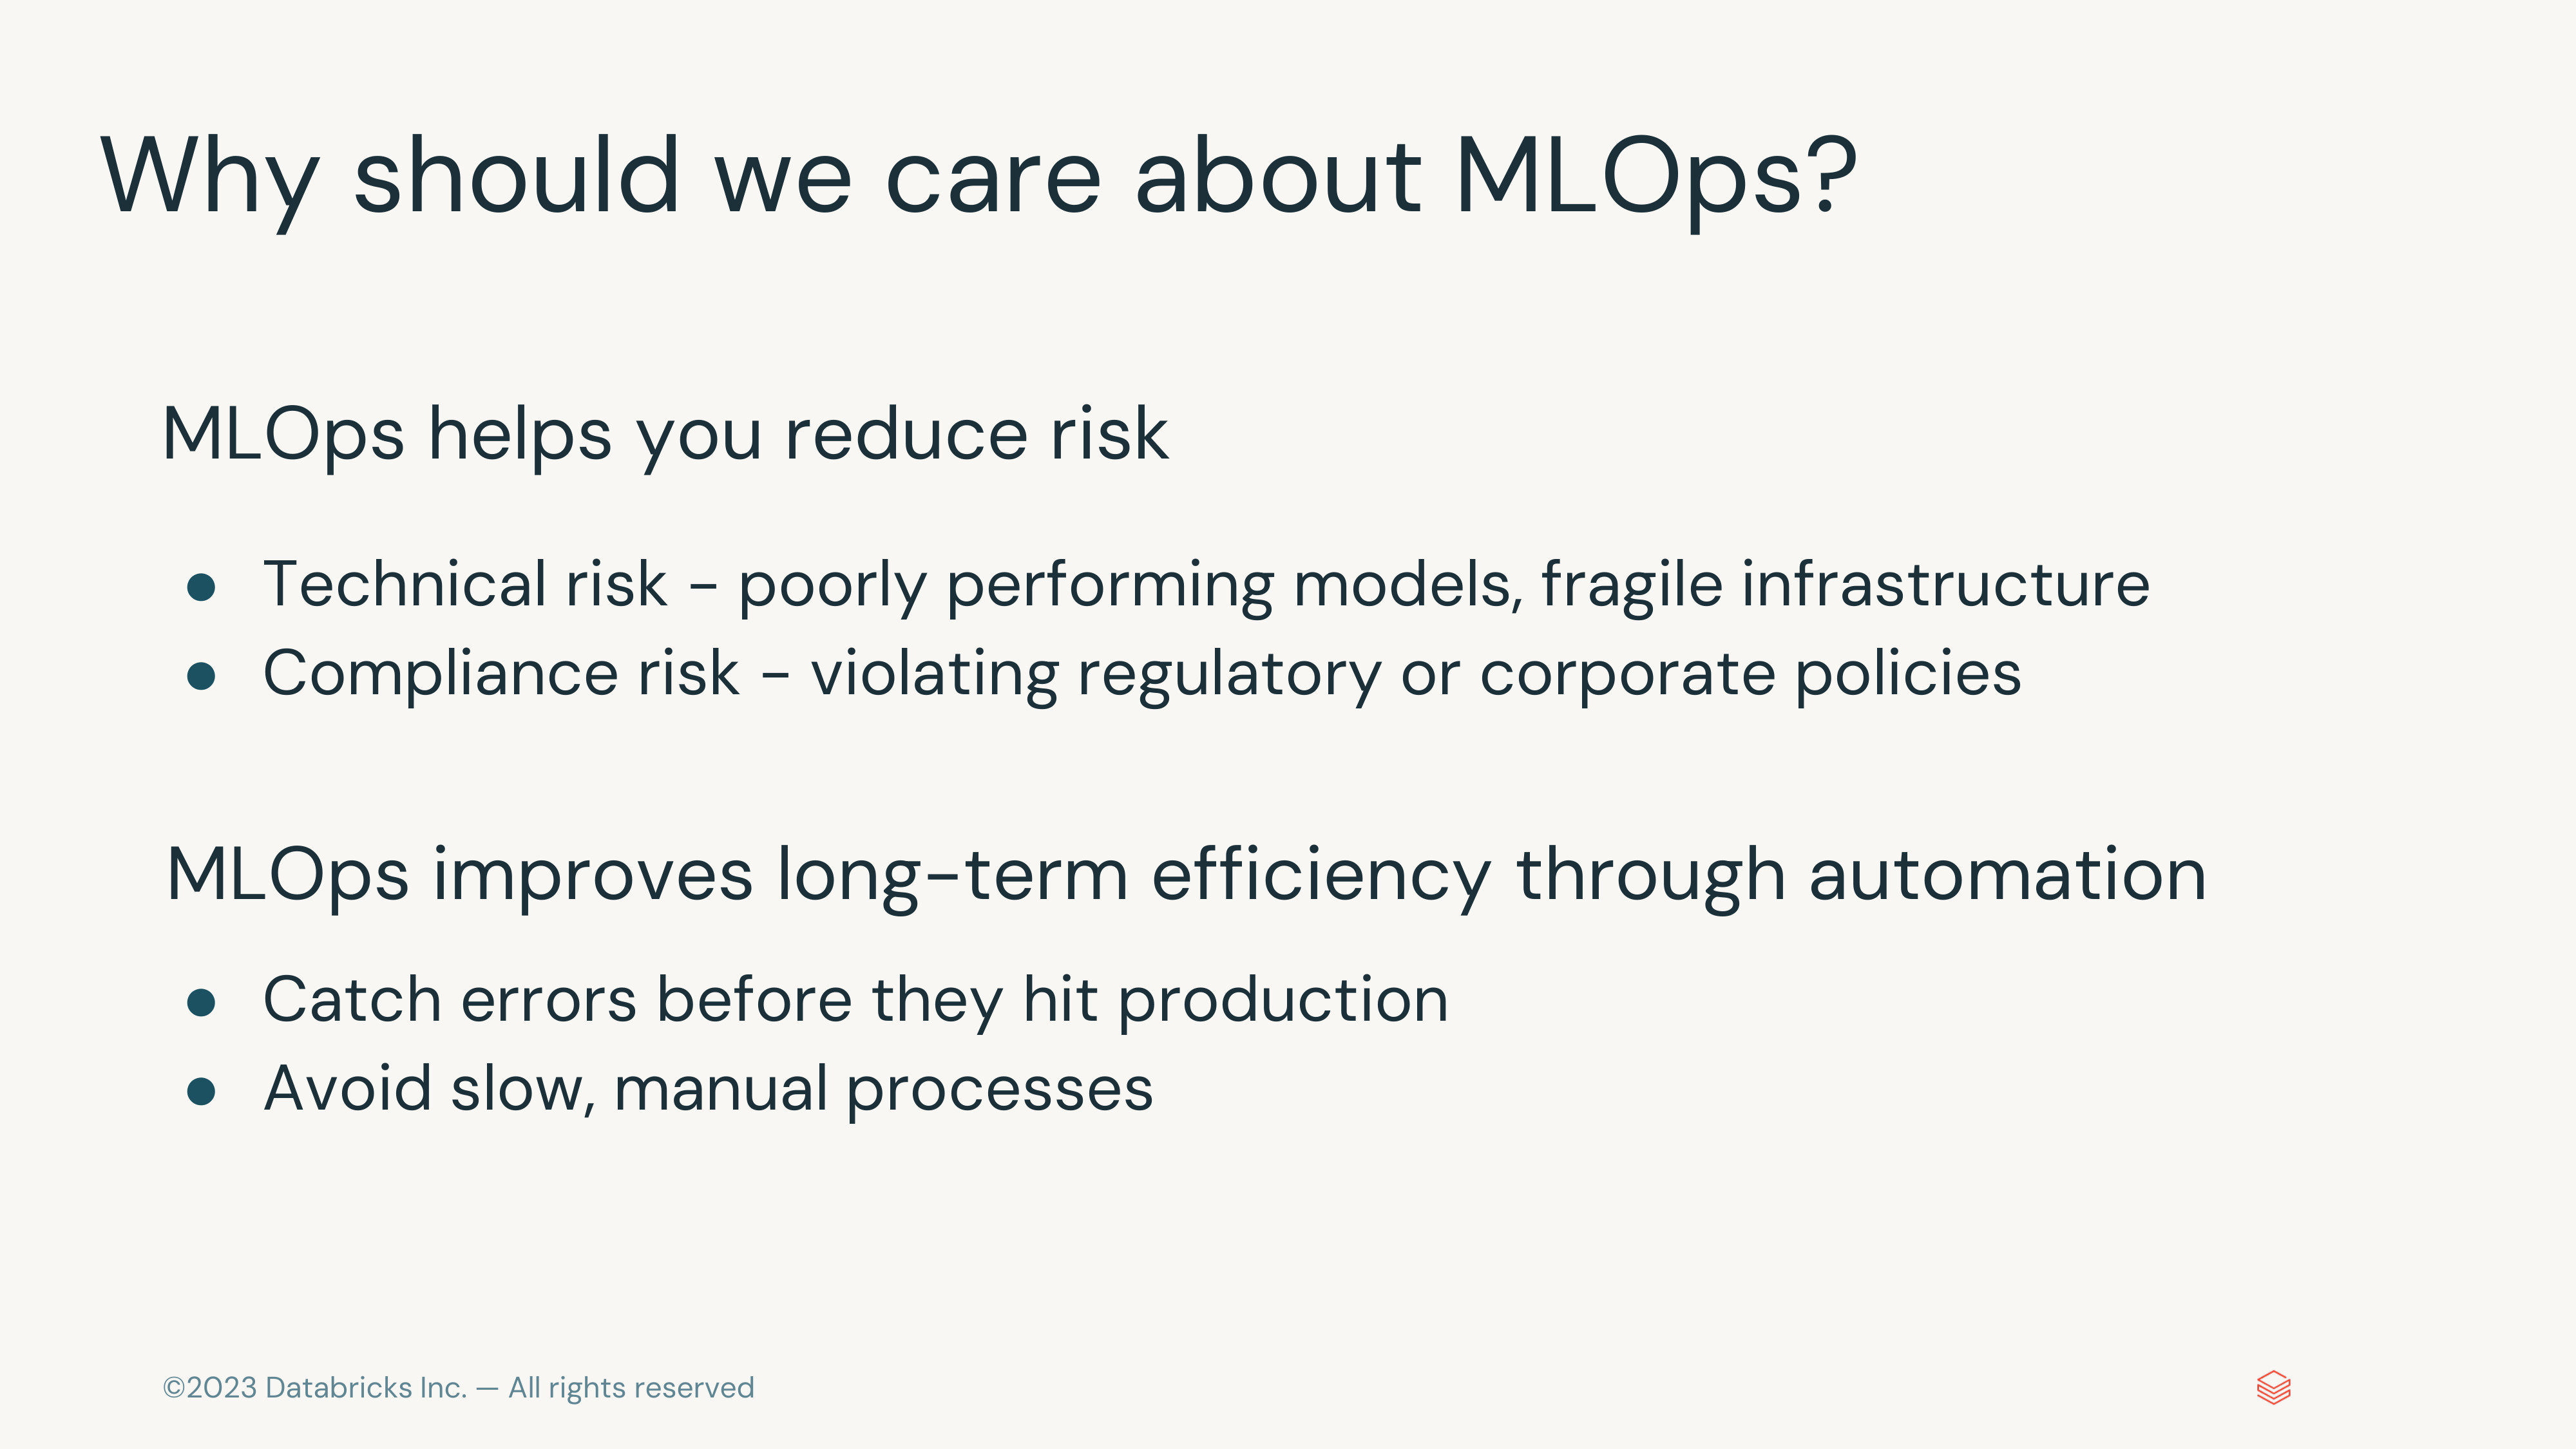 Why should we care about MLOps?
MLOps helps you reduce risk
● Technical risk - poorly performing models, fragile infrastructure
● Compliance risk - violating regulatory or corporate policies
MLOps improves long-term efficiency through automation
● Catch errors before they hit production
● Avoid slow, manual processes
©2023 Databricks Inc. — All rights reserved